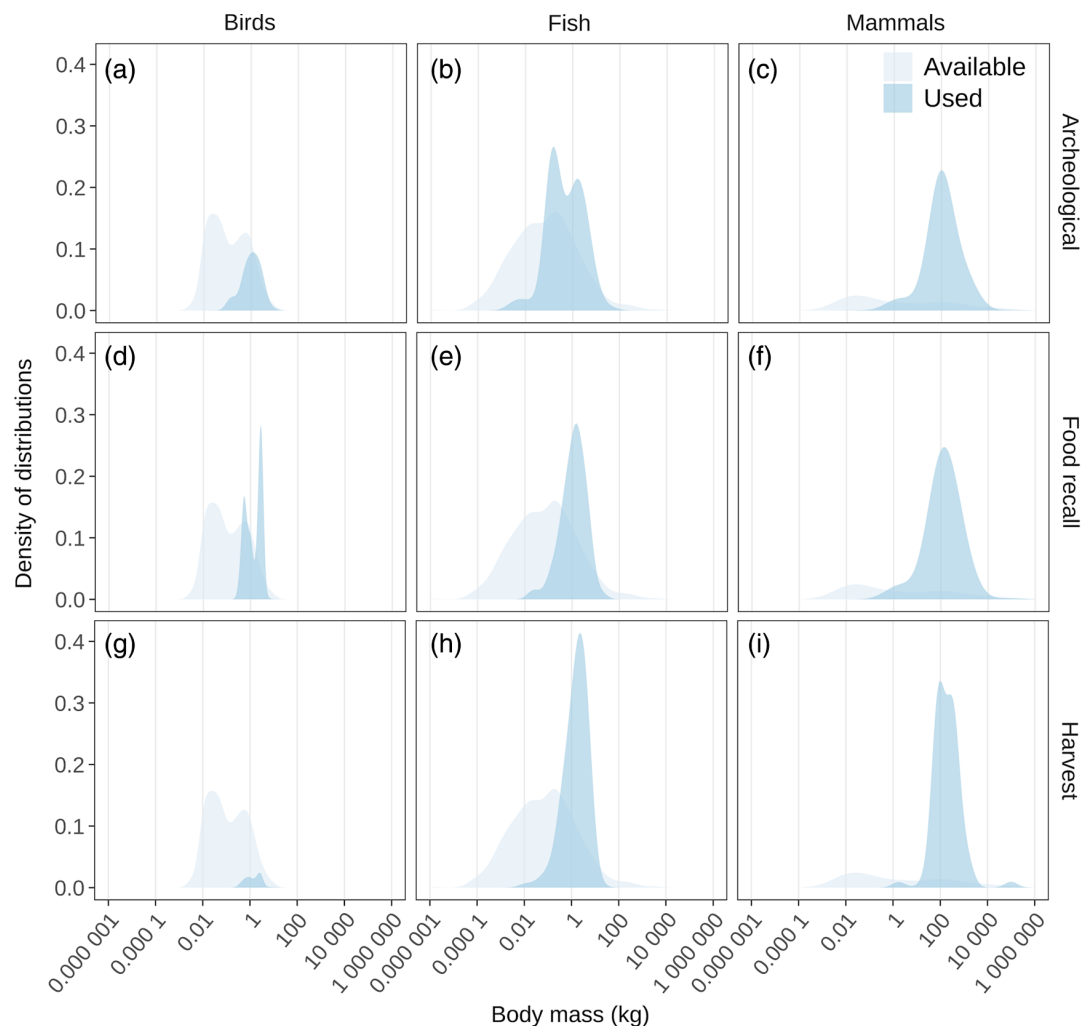 Birds
Fish
Mammals
(a)
(b)
(c)
Available
Used
0.4
0.3
0.2
0.1
0.0
Archeological
(d)
(e)
(f)
0.4
0.3
0.2
0.1
0.0
Food recall
(g)
(h)
(i)
0.4
0.3
0.2
0.1
0.0
Harvest
Density of distributions
0.000 001
0.000 1
0.01
1
100
10 000
1 000 000
0.000 001
0.000 1
0.01
1
100
10 000
1 000 000
0.000 001
0.000 1
0.01
1
100
10 000
1 000 000
Body mass (kg)